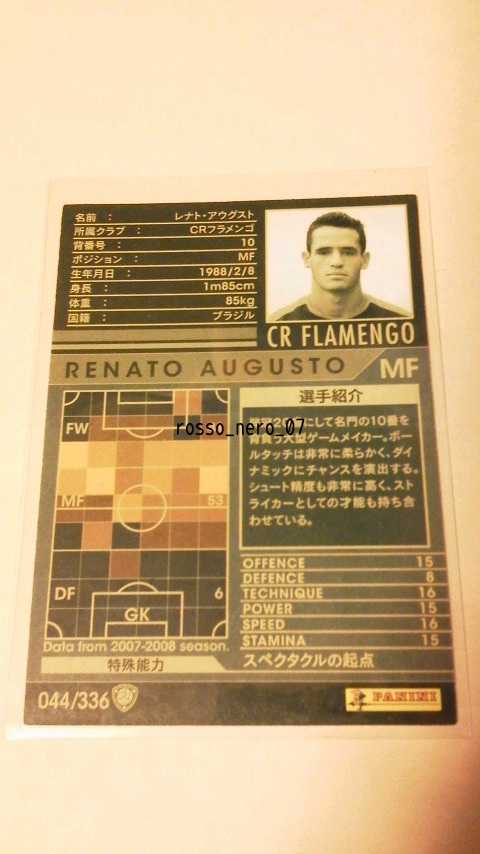 名前 : レナト・アウグスト
所属クラブ : CRフラメンゴ
背番号 : 10
ポジション : MF
生年月日 : 1988/2/8
身長 : 1m85cm
体重 : 85kg
国籍 : ブラジル
CR FLAMENGO
RENATO AUGUSTO MF
FW
MF 53
DF 6
GK
Data from 2007-2008 season.
特殊能力
選手紹介
にして名門の10番を
背負う大型ゲームメイカー。ボー
ルタッチは非常に柔らかく、ダイ
ナミックにチャンスを演出する。
シュート精度も非常に高く、スト
ライカーとしての才能も持ち合
わせている。
rosso_nero_07
OFFENCE 15
DEFENCE 8
TECHNIQUE 16
POWER 15
SPEED 16
STAMINA 15
スペクタクルの起点
044/336
PANINI